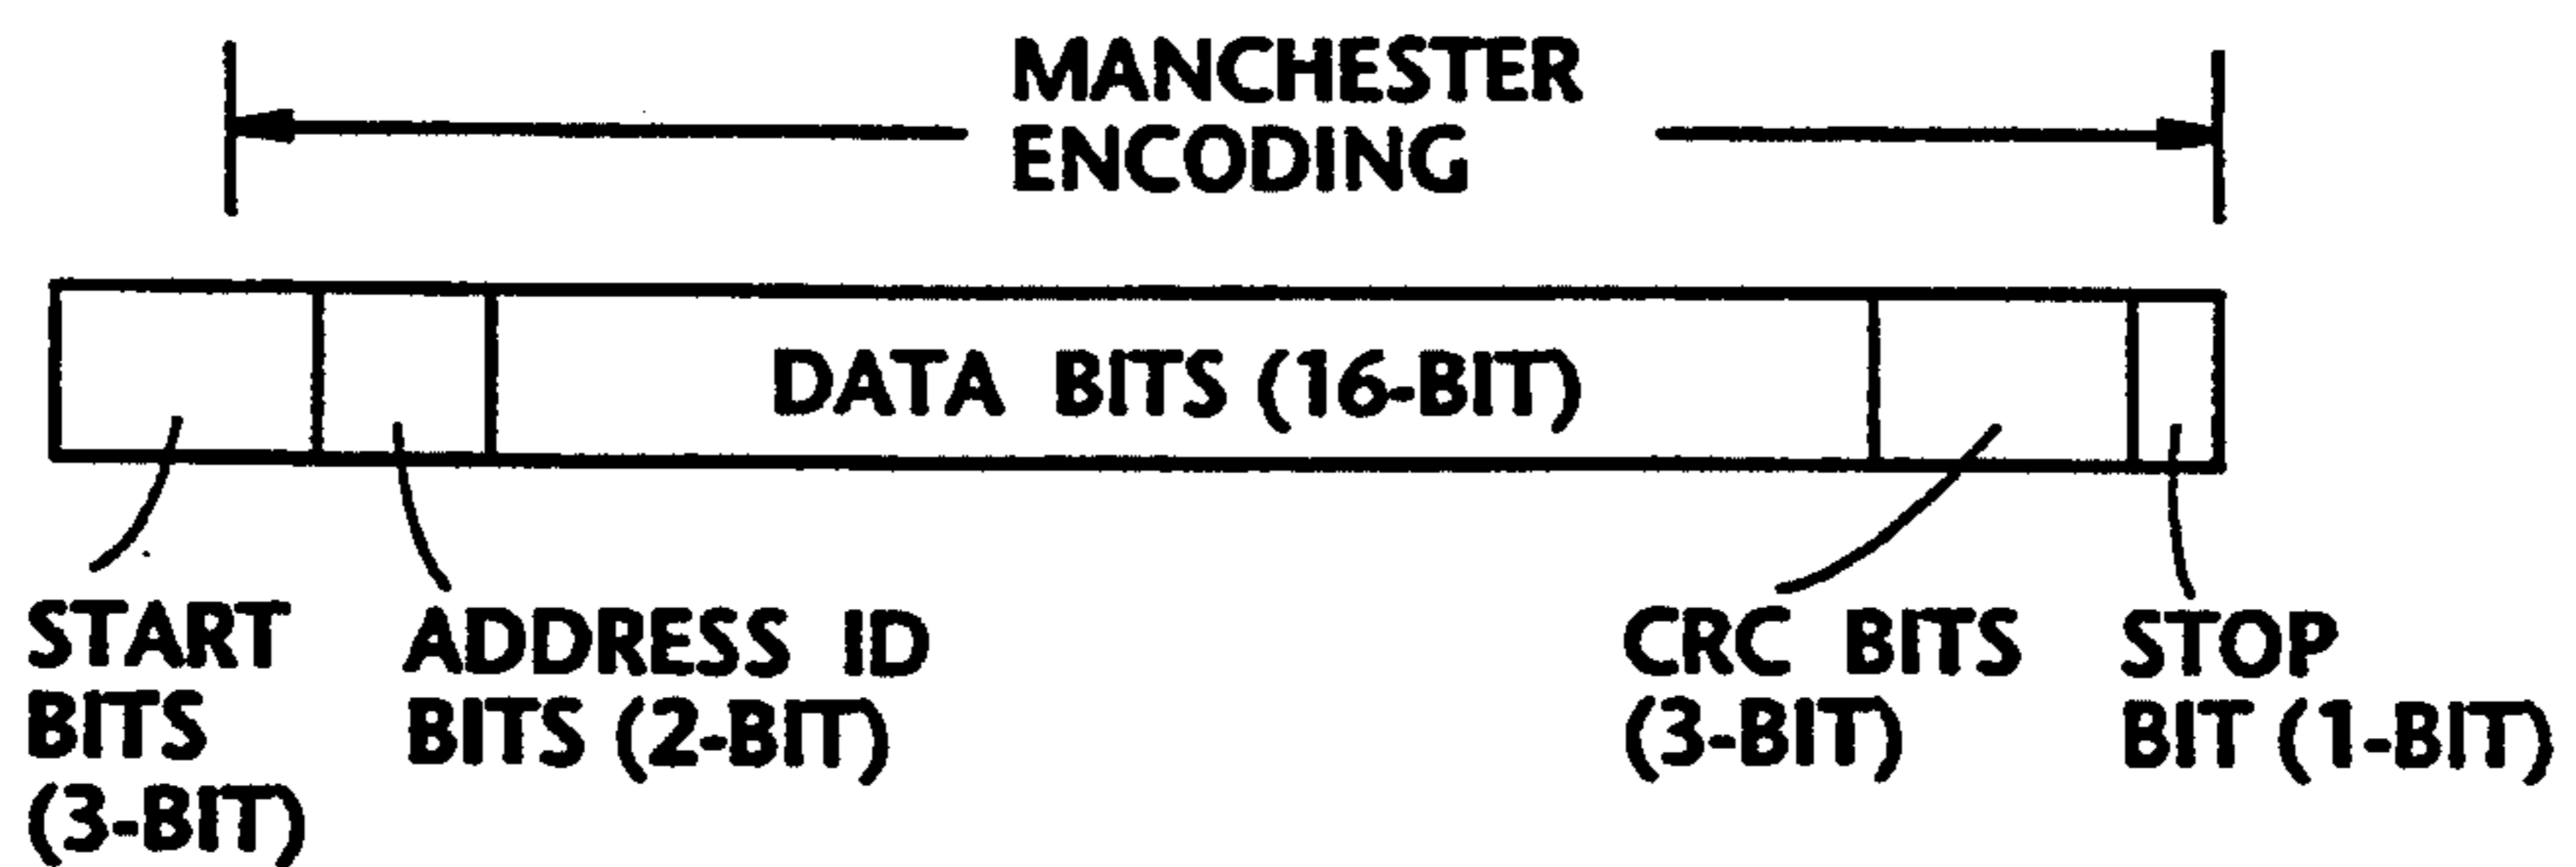 MANCHESTER
ENCODING
DATA BITS (16-BIT)
START
BITS
(3-BIT)
ADDRESS ID
BITS (2-BIT)
CRC BITS
(3-BIT)
STOP
BIT (1-BIT)